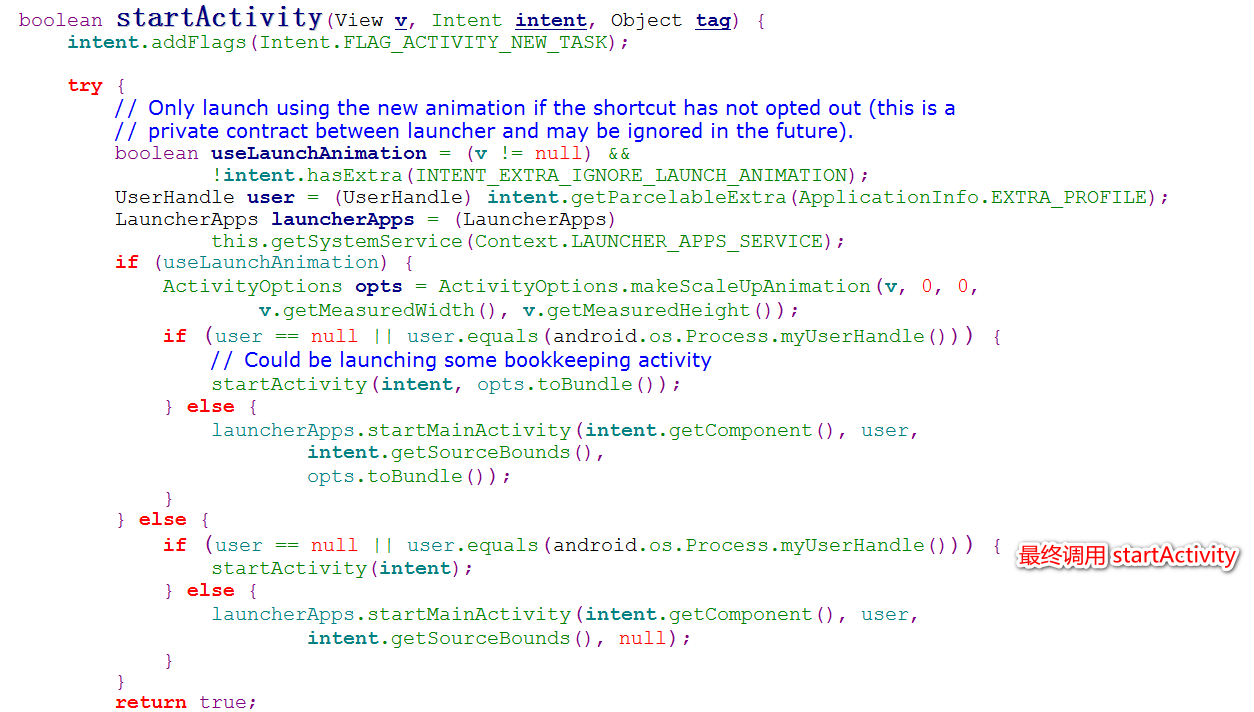 boolean startActivity(View v, Intent intent, Object tag) {
    intent.addFlags(Intent.FLAG_ACTIVITY_NEW_TASK);
    try {
        // Only launch using the new animation if the shortcut has not opted out (this is a
        // private contract between launcher and may be ignored in the future).
        boolean useLaunchAnimation = (v != null) &&
                !intent.hasExtra(INTENT_EXTRA_IGNORE_LAUNCH_ANIMATION);
        UserHandle user = (UserHandle) intent.getParcelableExtra(ApplicationInfo.EXTRA_PROFILE);
        LauncherApps launcherApps = (LauncherApps)
                this.getSystemService(Context.LAUNCHER_APPS_SERVICE);
        if (useLaunchAnimation) {
            ActivityOptions opts = ActivityOptions.makeScaleUpAnimation(v, 0, 0,
                    v.getMeasuredWidth(), v.getMeasuredHeight());
            if (user == null || user.equals(android.os.Process.myUserHandle())) {
                // Could be launching some bookkeeping activity
                startActivity(intent, opts.toBundle());
            } else {
                launcherApps.startMainActivity(intent.getComponent(), user,
                        intent.getSourceBounds(),
                        opts.toBundle());
            }
        } else {
            if (user == null || user.equals(android.os.Process.myUserHandle())) {
最终调用 startActivity
                startActivity(intent);
            } else {
                launcherApps.startMainActivity(intent.getComponent(), user,
                        intent.getSourceBounds(), null);
            }
        }
        return true;